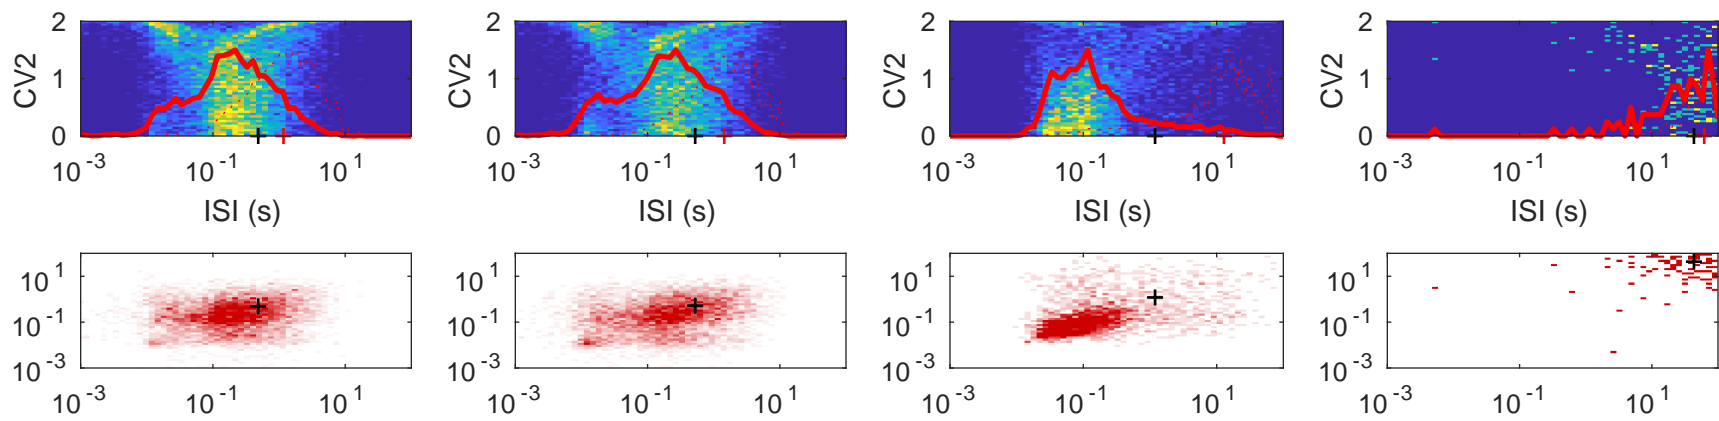 2 2 2 2
CV2 1 CV2 1 CV2 1 CV2 1
0 0 0 0
10^-3 10^-1 10^1 10^-3 10^-1 10^1 10^-3 10^-1 10^1 10^-3 10^-1 10^1
ISI (s) ISI (s) ISI (s) ISI (s)
10^1 10^1 10^1 10^1
10^-1 10^-1 10^-1 10^-1
10^-3 10^-3 10^-3 10^-3
10^-3 10^-1 10^1 10^-3 10^-1 10^1 10^-3 10^-1 10^1 10^-3 10^-1 10^1